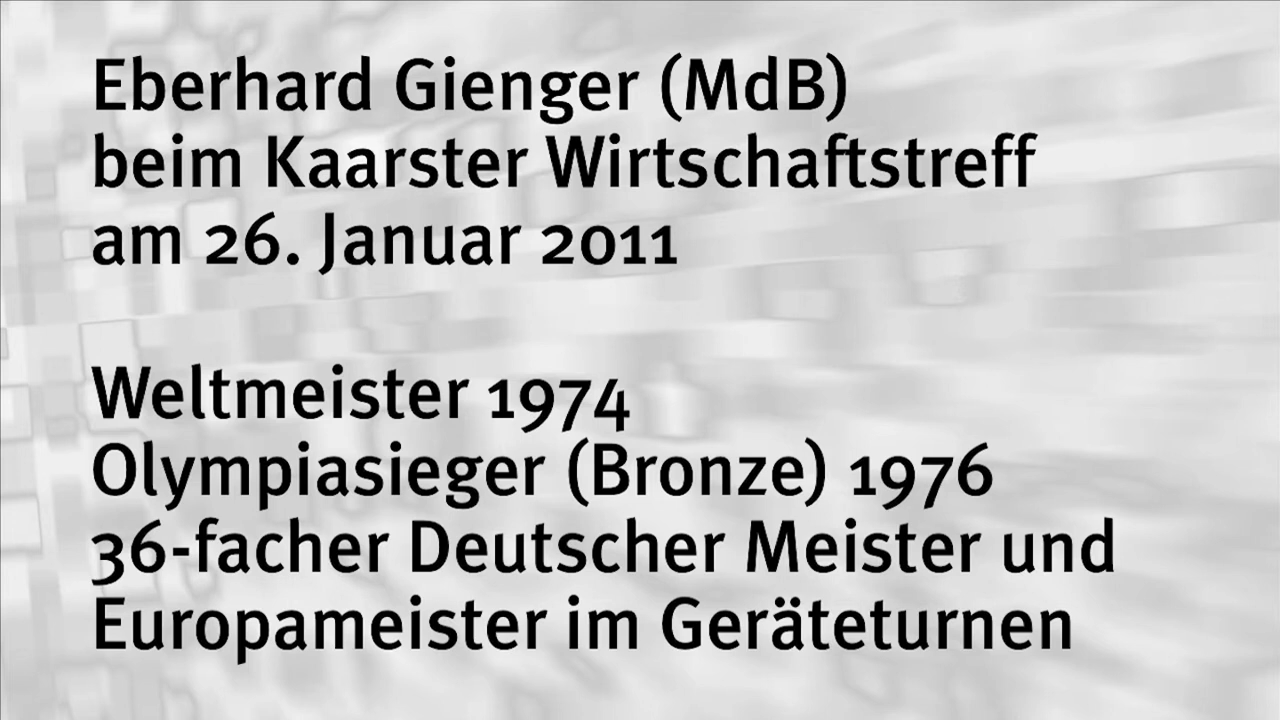 Eberhard Gienger (MdB)
beim Kaarster Wirtschaftstreff
am 26. Januar 2011
Weltmeister 1974
Olympiasieger (Bronze) 1976
36-facher Deutscher Meister und
Europameister im Geräteturnen